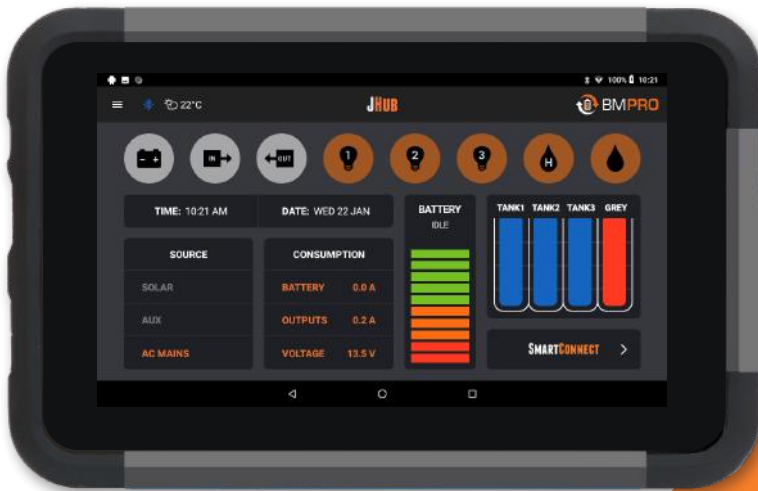 100% 10:21
22°C JHUB BMPRO
- + IN OUT 1 2 3 H
TIME: 10:21 AM DATE: WED 22 JAN
BATTERY
IDLE
TANK1 TANK2 TANK3 GREY
SOURCE
SOLAR
AUX
AC MAINS
CONSUMPTION
BATTERY 0.0 A
OUTPUTS 0.2 A
VOLTAGE 13.5 V
SMARTCONNECT >